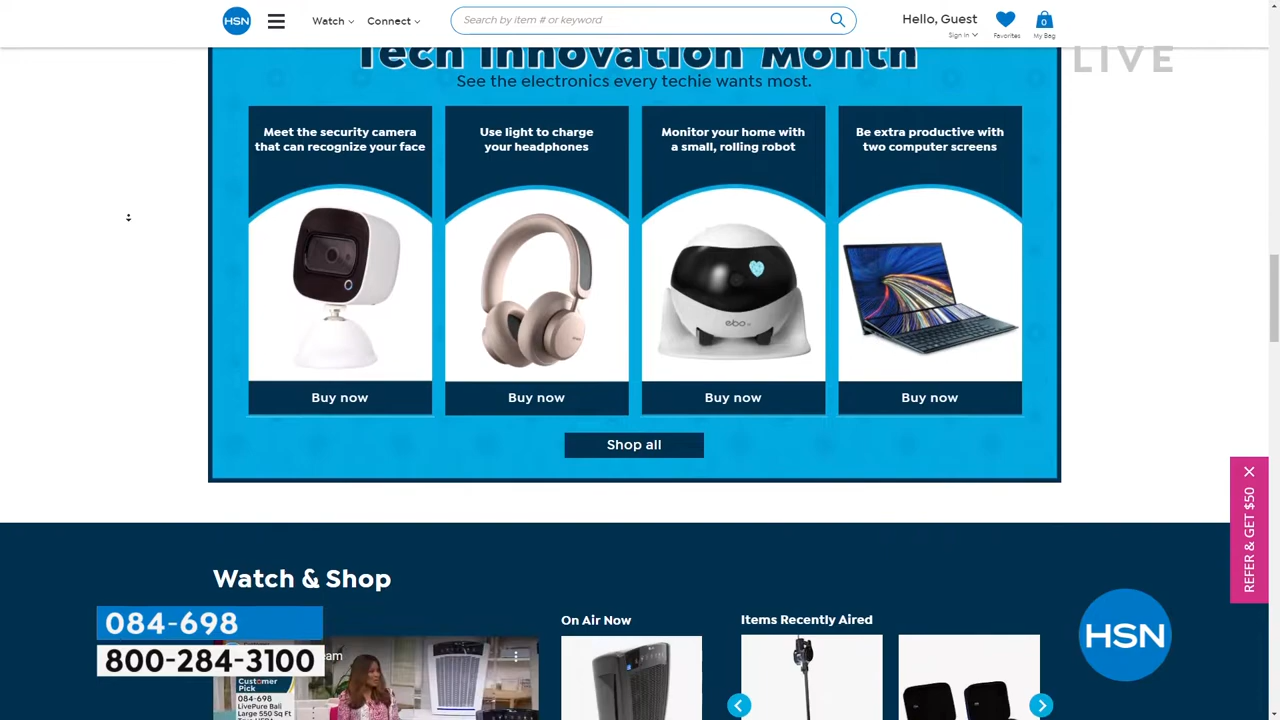 HSN
Watch
Connect
Search by item # or keyword
Hello, Guest
Sign In
Favorites
0
My Bag
LIVE
Tech Innovation Month
See the electronics every techie wants most.
Meet the security camera
that can recognize your face
Use light to charge
your headphones
Monitor your home with
a small, rolling robot
Be extra productive with
two computer screens
ebo
Buy now
Buy now
Buy now
Buy now
Shop all
REFER & GET $50
Watch & Shop
084-698
800-284-3100
On Air Now
Items Recently Aired
HSN
Customer
Pick
084-698
LivePure Bali
Large 550 Sq Ft